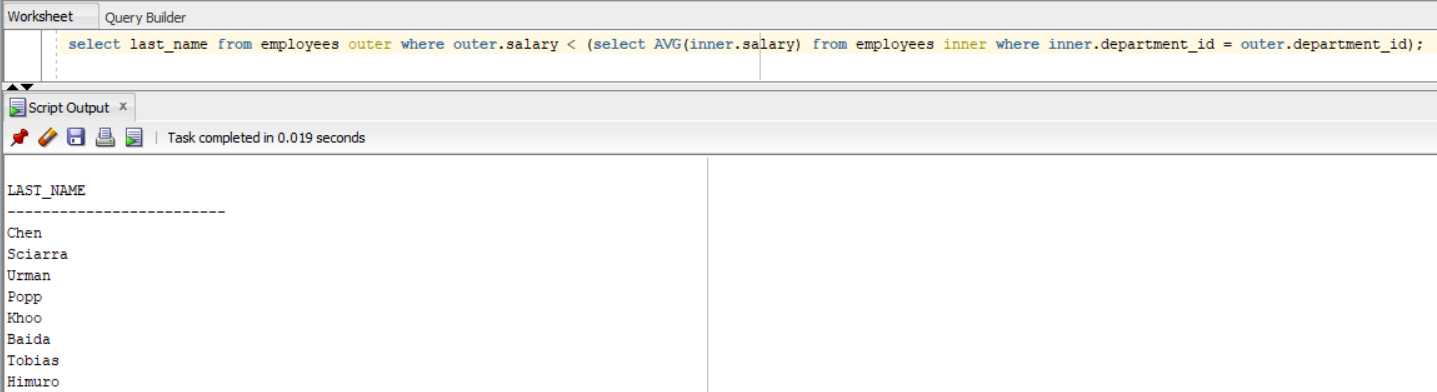 Worksheet Query Builder
select last_name from employees outer where outer.salary < (select AVG(inner.salary) from employees inner where inner.department_id = outer.department_id);
Script Output x
Task completed in 0.019 seconds
LAST_NAME
-------------------------
Chen
Sciarra
Urman
Popp
Khoo
Baida
Tobias
Himuro